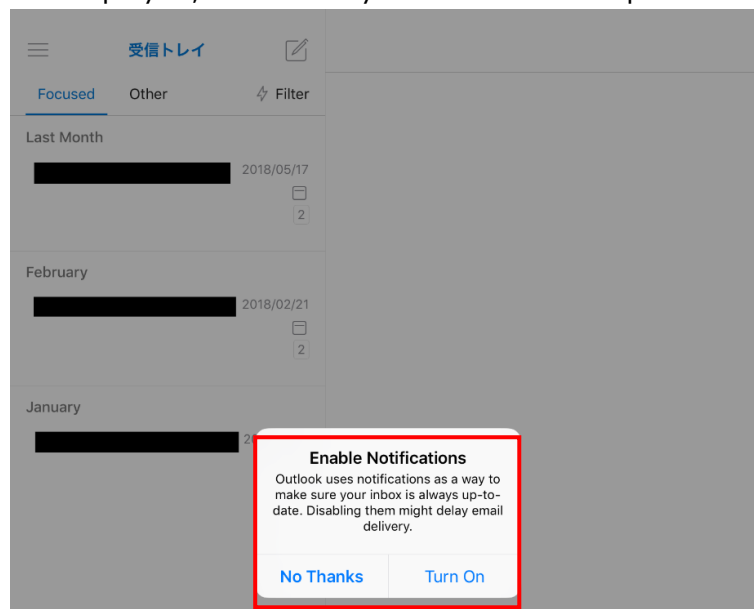 受信トレイ
Focused Other Filter
Last Month
2018/05/17
2
February
2018/02/21
2
January
Enable Notifications
Outlook uses notifications as a way to
make sure your inbox is always up-to-
date. Disabling them might delay email
delivery.
No Thanks Turn On